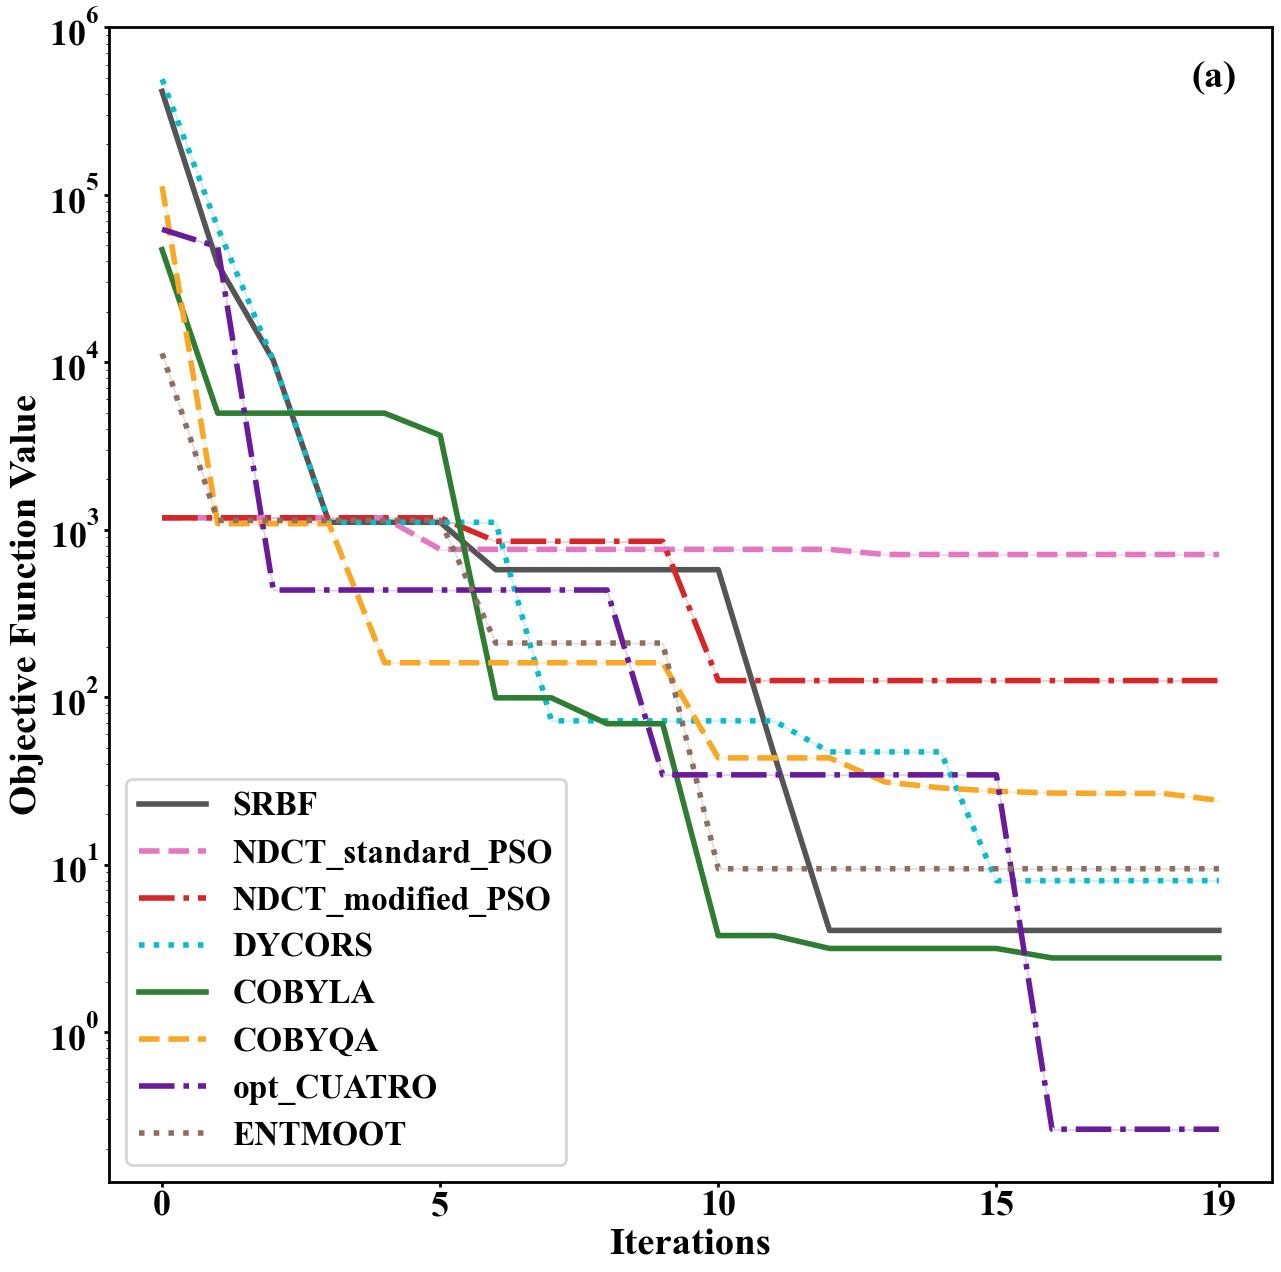 (a)
10^6
10^5
10^4
10^3
10^2
10^1
10^0
Objective Function Value
SRBF
NDCT_standard_PSO
NDCT_modified_PSO
DYCORS
COBYLA
COBYQA
opt_CUATRO
ENTMOOT
0 5 10 15 19
Iterations